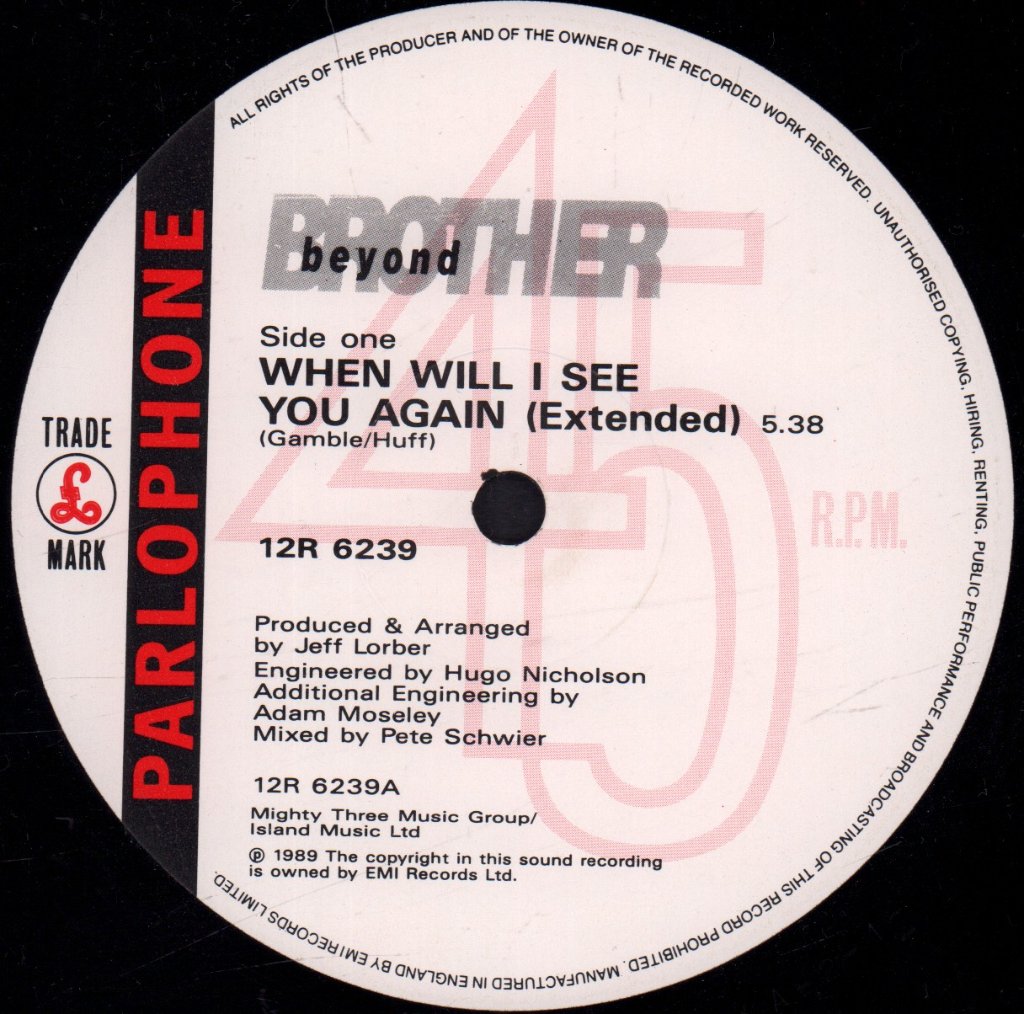 ALL RIGHTS OF THE PRODUCER AND OF THE OWNER OF THE RECORDED WORK RESERVED. UNAUTHORISED COPYING, HIRING, RENTING, PUBLIC PERFORMANCE AND BROADCASTING OF THIS RECORD PROHIBITED. MANUFACTURED IN ENGLAND BY EMI RECORDS LIMITED.
PARLOPHONE
TRADE
£
MARK
BROTHER
beyond
45
R.P.M.
Side one
WHEN WILL I SEE
YOU AGAIN (Extended) 5.38
(Gamble/Huff)
12R 6239
Produced & Arranged
by Jeff Lorber
Engineered by Hugo Nicholson
Additional Engineering by
Adam Moseley
Mixed by Pete Schwier
12R 6239A
Mighty Three Music Group/
Island Music Ltd
℗ 1989 The copyright in this sound recording
is owned by EMI Records Ltd.